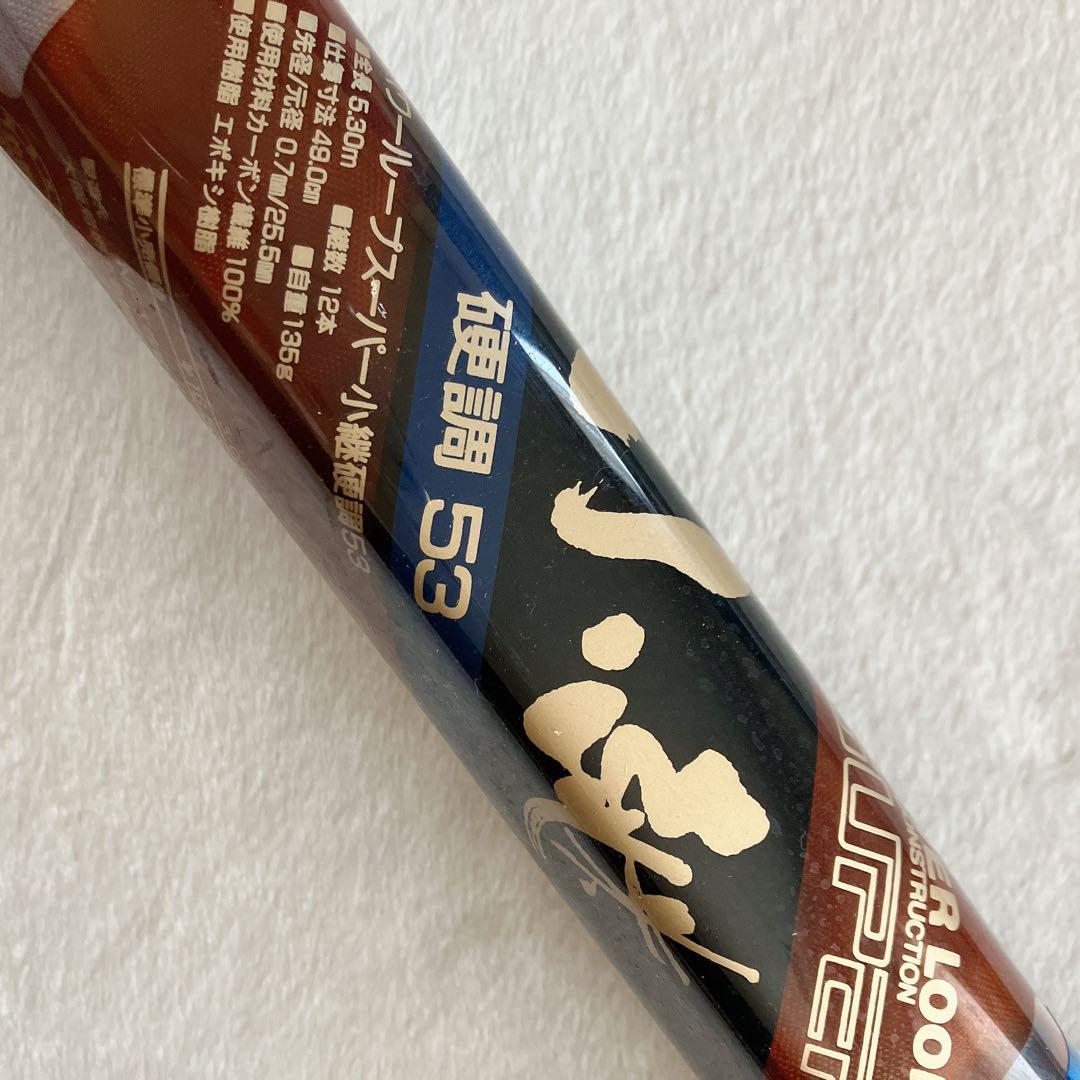 ワーループスーパー小継硬調53
■全長 5.30m
■仕舞寸法 49.0cm ■継数 12本
■先径/元径 0.7mm/25.5mm ■自重 135g
■使用材料カーボン繊維 100%
■使用樹脂 エポキシ樹脂
硬調 53
小継
ER LOO
NSTRUCTION
SUPER